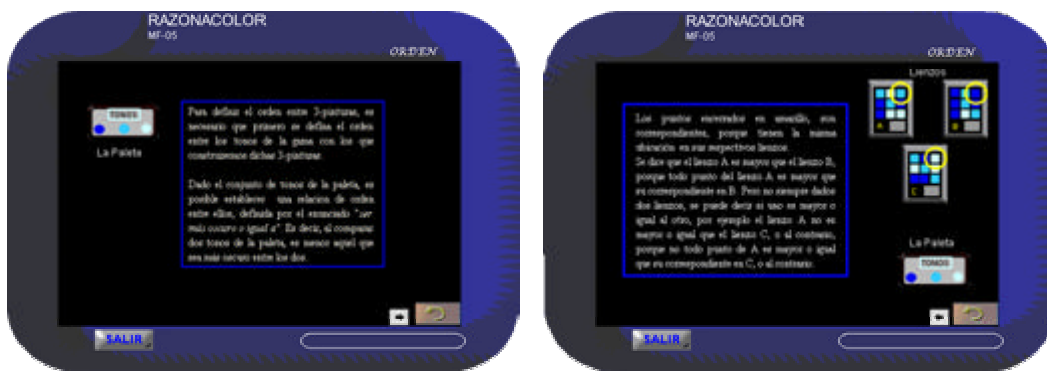 RAZONACOLOR
MF-05
ORDEN
TONOS
La Paleta
Para definir el orden entre 3-pinturas, es
necesario que primero se defina el orden
entre los tonos de la gama con los que
construiremos dichas 3-pinturas.
Dado el conjunto de tonos de la paleta, es
posible establecer una relacion de orden
entre ellos, definida por el enunciado "ser
más oscuro o igual a". Es decir, al comparar
dos tonos de la paleta, es menor aquel que
sea más oscuro entre los dos.
SALIR
RAZONACOLOR
MF-05
ORDEN
Lienzos
A
B
C
Los puntos encerrados en amarillo, son
correspondientes, porque tienen la misma
ubicación en sus respectivos lienzos.
Se dice que el lienzo A es mayor que el lienzo B,
porque todo punto del lienzo A es mayor que
su correspondiente en B. Pero no siempre dados
dos lienzos, se puede decir si uno es mayor o
igual al otro, por ejemplo el lienzo A no es
mayor o igual que el lienzo C, o al contrario,
porque no todo punto de A es mayor o igual
que su correspondiente en C, o al contrario.
La Paleta
TONOS
SALIR